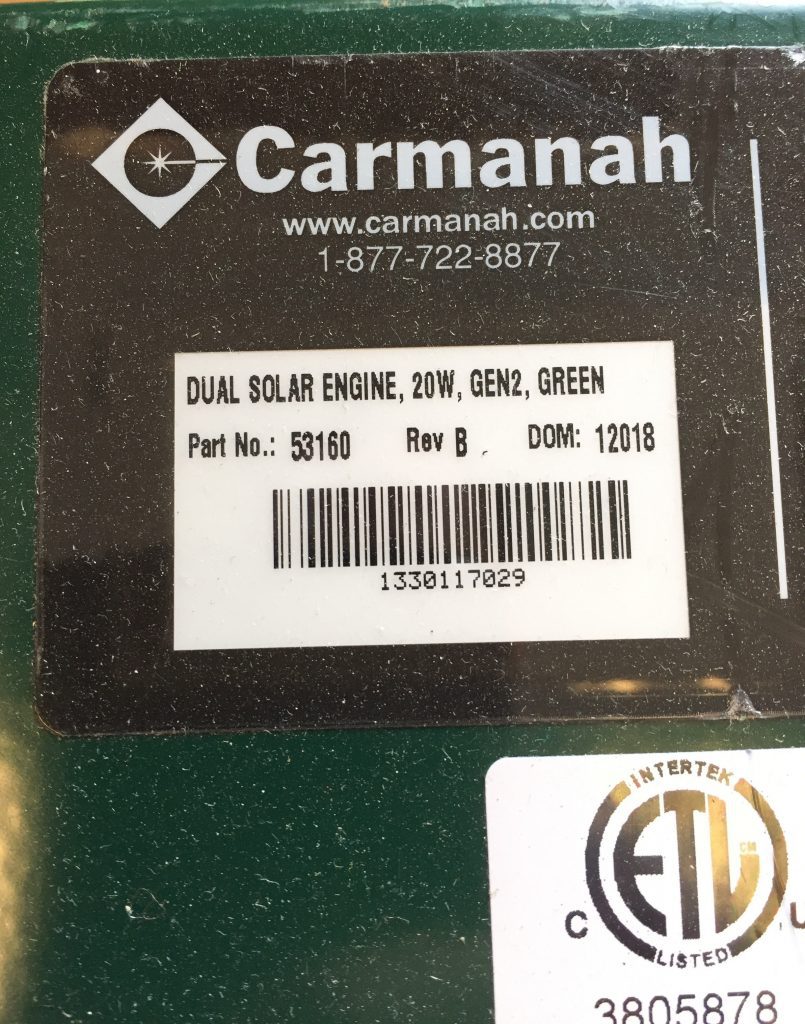 Carmanah
www.carmanah.com
1-877-722-8877
DUAL SOLAR ENGINE, 20W, GEN2, GREEN
Part No.: 53160 Rev B DOM: 12018
1330117029
INTERTEK
ETL CM
C U
LISTED
3805878